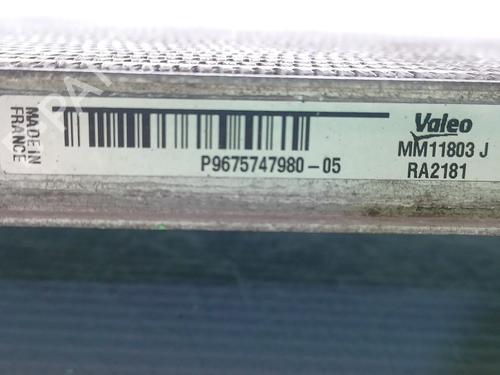 MADE IN
FRANCE
P9675747980-05
Valeo
MM11803 J
RA2181